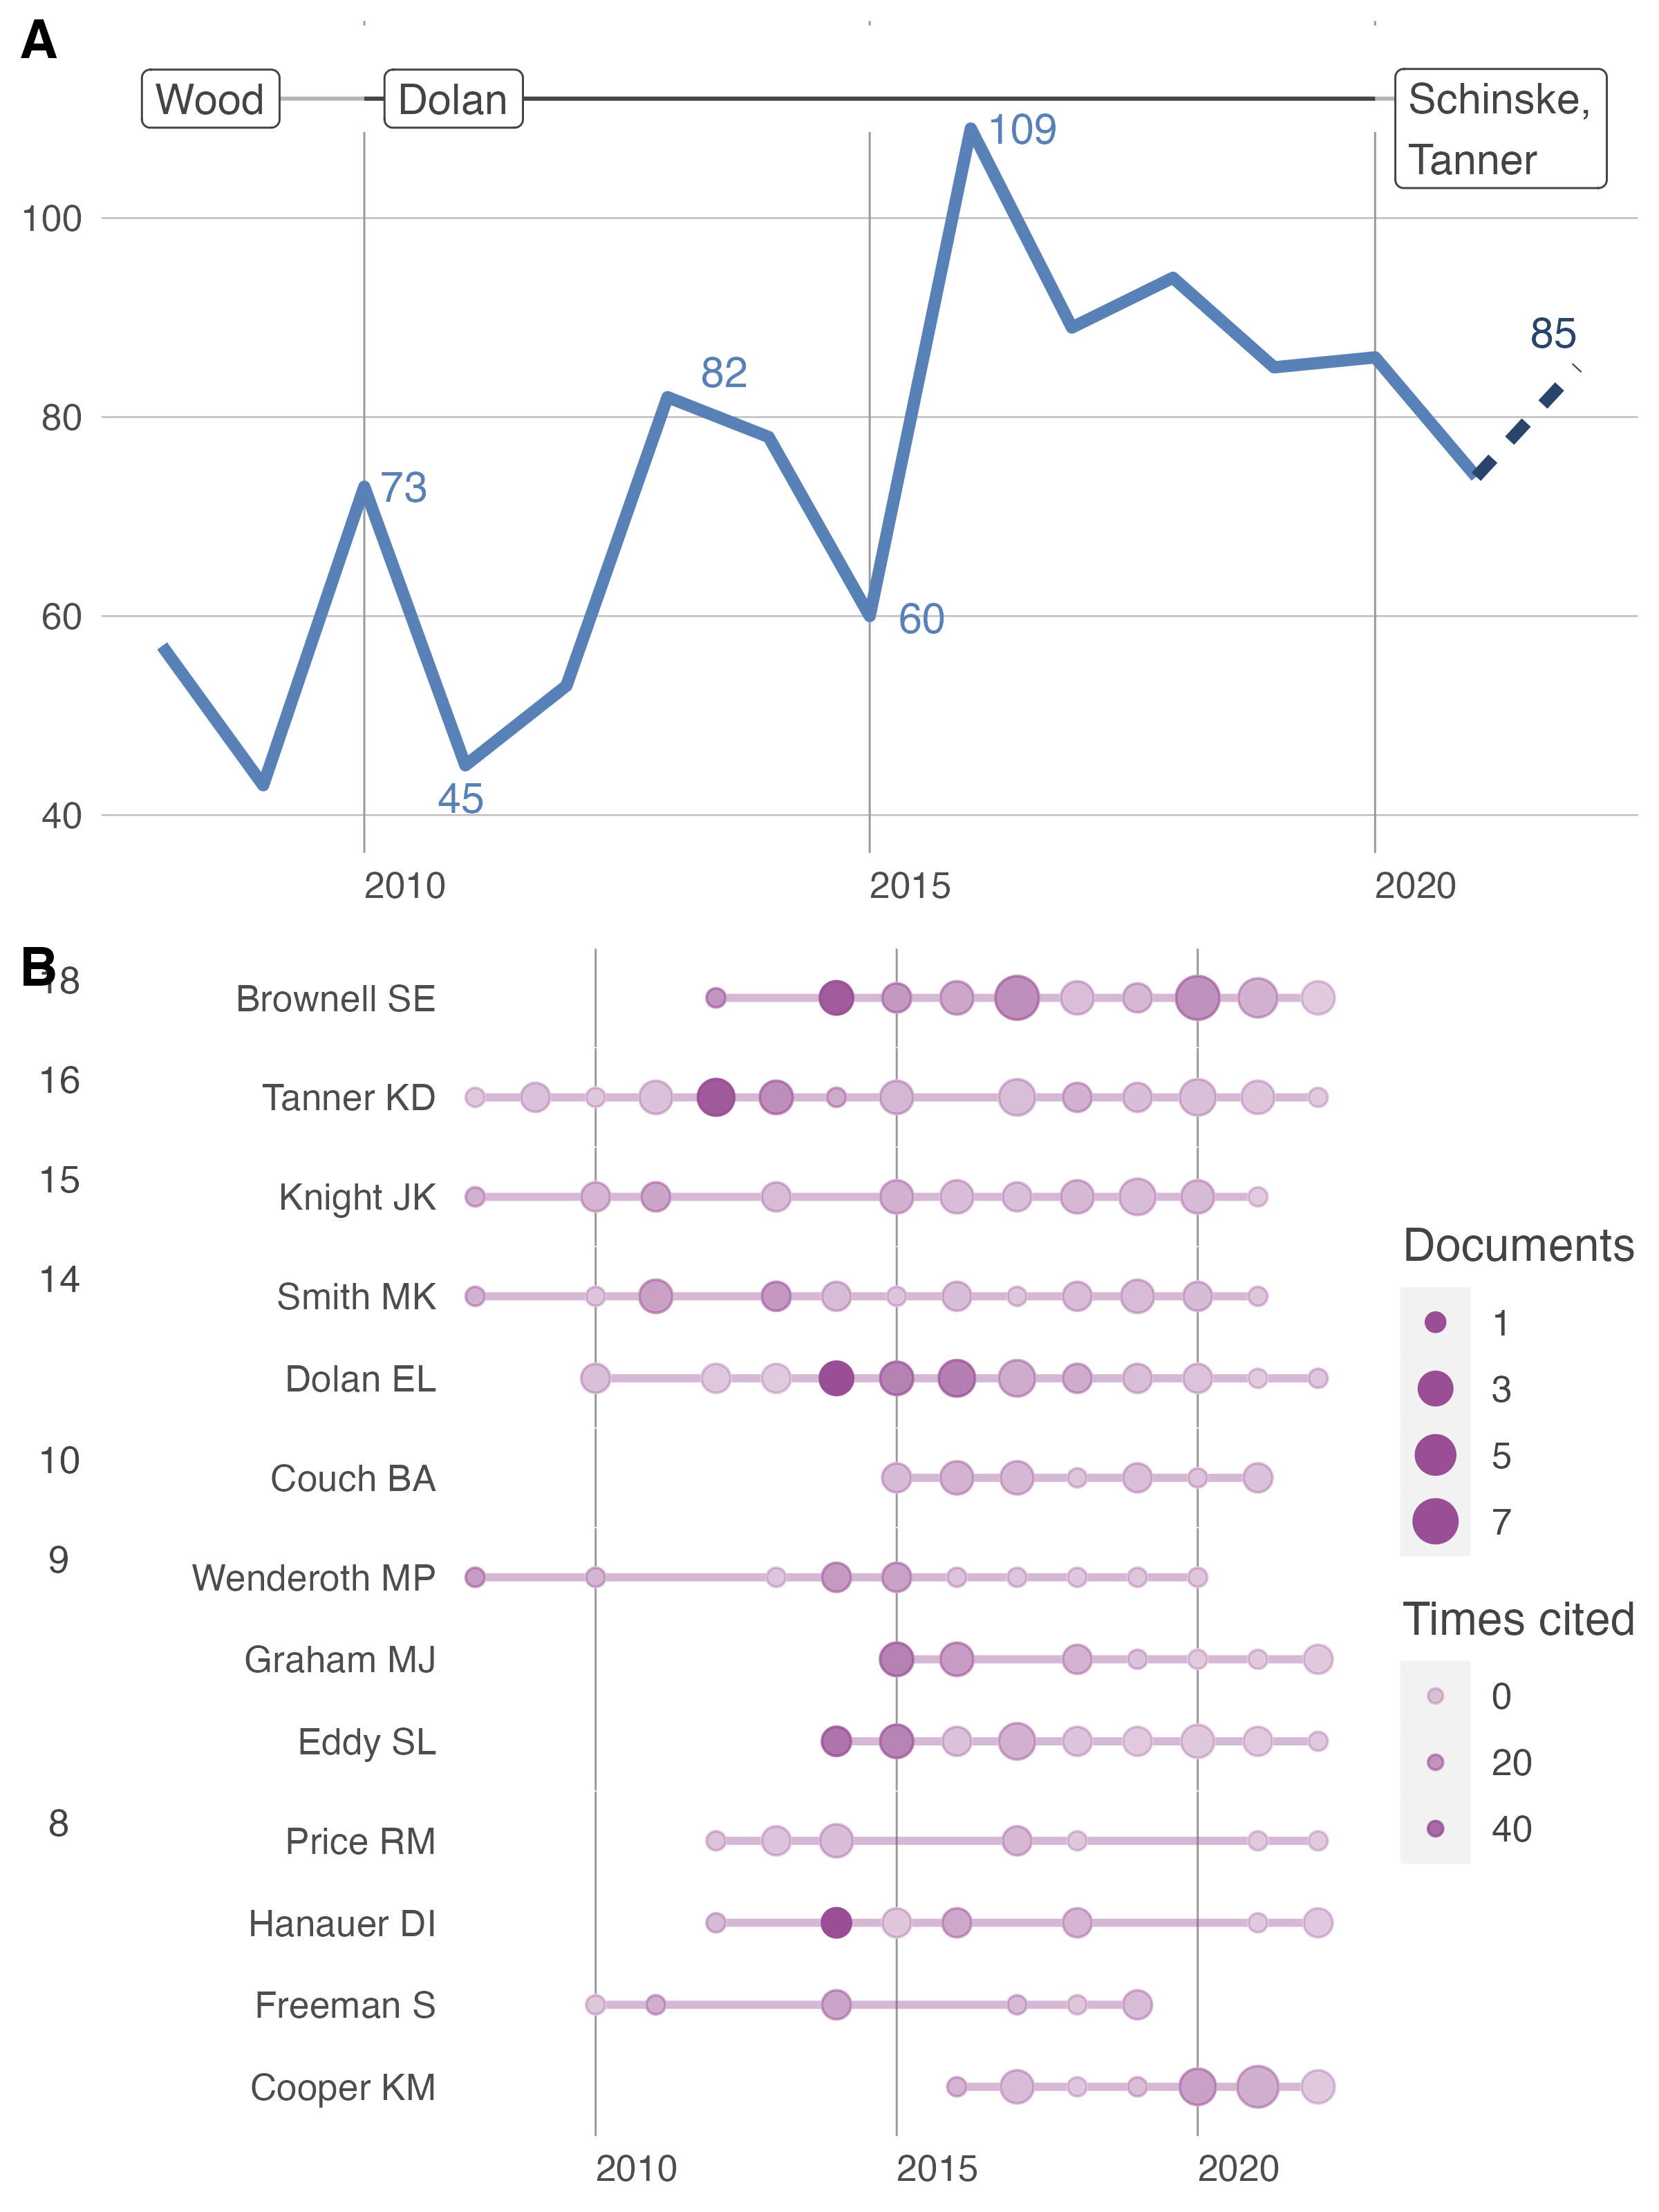 A
Wood
Dolan
Schinske,
Tanner
109
100
85
82
80
73
60
60
45
40
2010 2015 2020
B
18
Brownell SE
16
Tanner KD
15
Knight JK
14
Smith MK
Dolan EL
10
Couch BA
9
Wenderoth MP
Graham MJ
Eddy SL
8
Price RM
Hanauer DI
Freeman S
Cooper KM
2010 2015 2020
Documents
1
3
5
7
Times cited
0
20
40